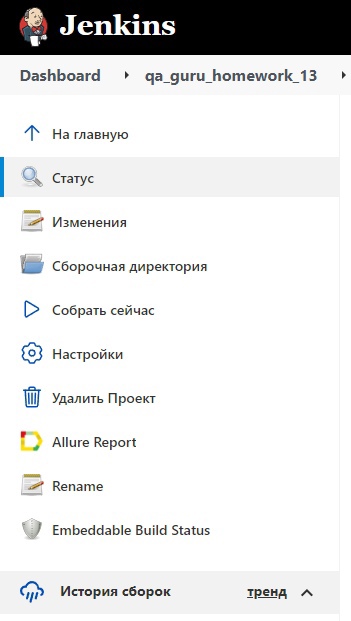 Jenkins
Dashboard qa_guru_homework_13
На главную
Статус
Изменения
Сборочная директория
Собрать сейчас
Настройки
Удалить Проект
Allure Report
Rename
Embeddable Build Status
История сборок тренд